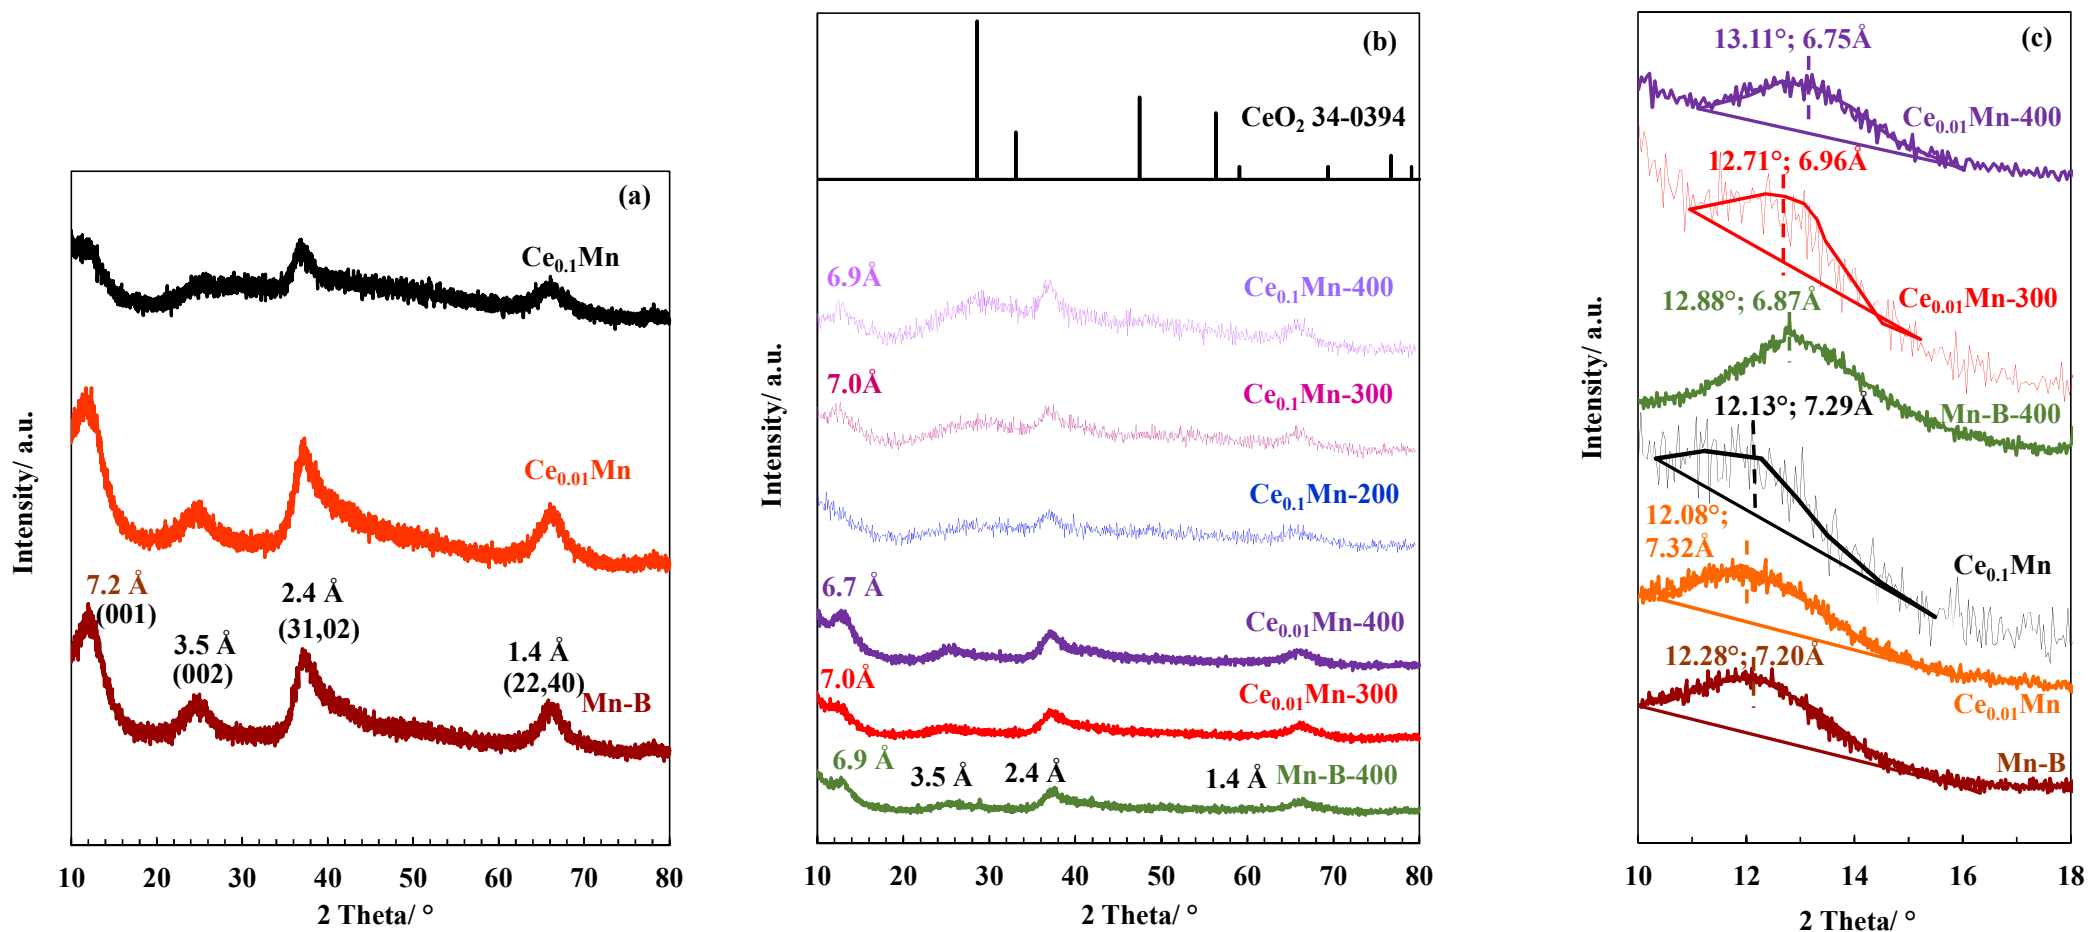 (a)
Ce0.1Mn
Ce0.01Mn
7.2 Å
(001)
3.5 Å
(002)
2.4 Å
(31,02)
1.4 Å
(22,40)
Mn-B
Intensity/ a.u.
10 20 30 40 50 60 70 80
2 Theta/ °
(b)
CeO2 34-0394
6.9Å
Ce0.1Mn-400
7.0Å
Ce0.1Mn-300
Ce0.1Mn-200
6.7 Å
Ce0.01Mn-400
7.0Å
Ce0.01Mn-300
6.9 Å
3.5 Å
2.4 Å
1.4 Å
Mn-B-400
Intensity/ a.u.
10 20 30 40 50 60 70 80
2 Theta/ °
(c)
13.11°; 6.75Å
Ce0.01Mn-400
12.71°; 6.96Å
Ce0.01Mn-300
12.88°; 6.87Å
Mn-B-400
12.13°; 7.29Å
Ce0.1Mn
12.08°;
7.32Å
Ce0.01Mn
12.28°; 7.20Å
Mn-B
Intensity/ a.u.
10 12 14 16 18
2 Theta/ °